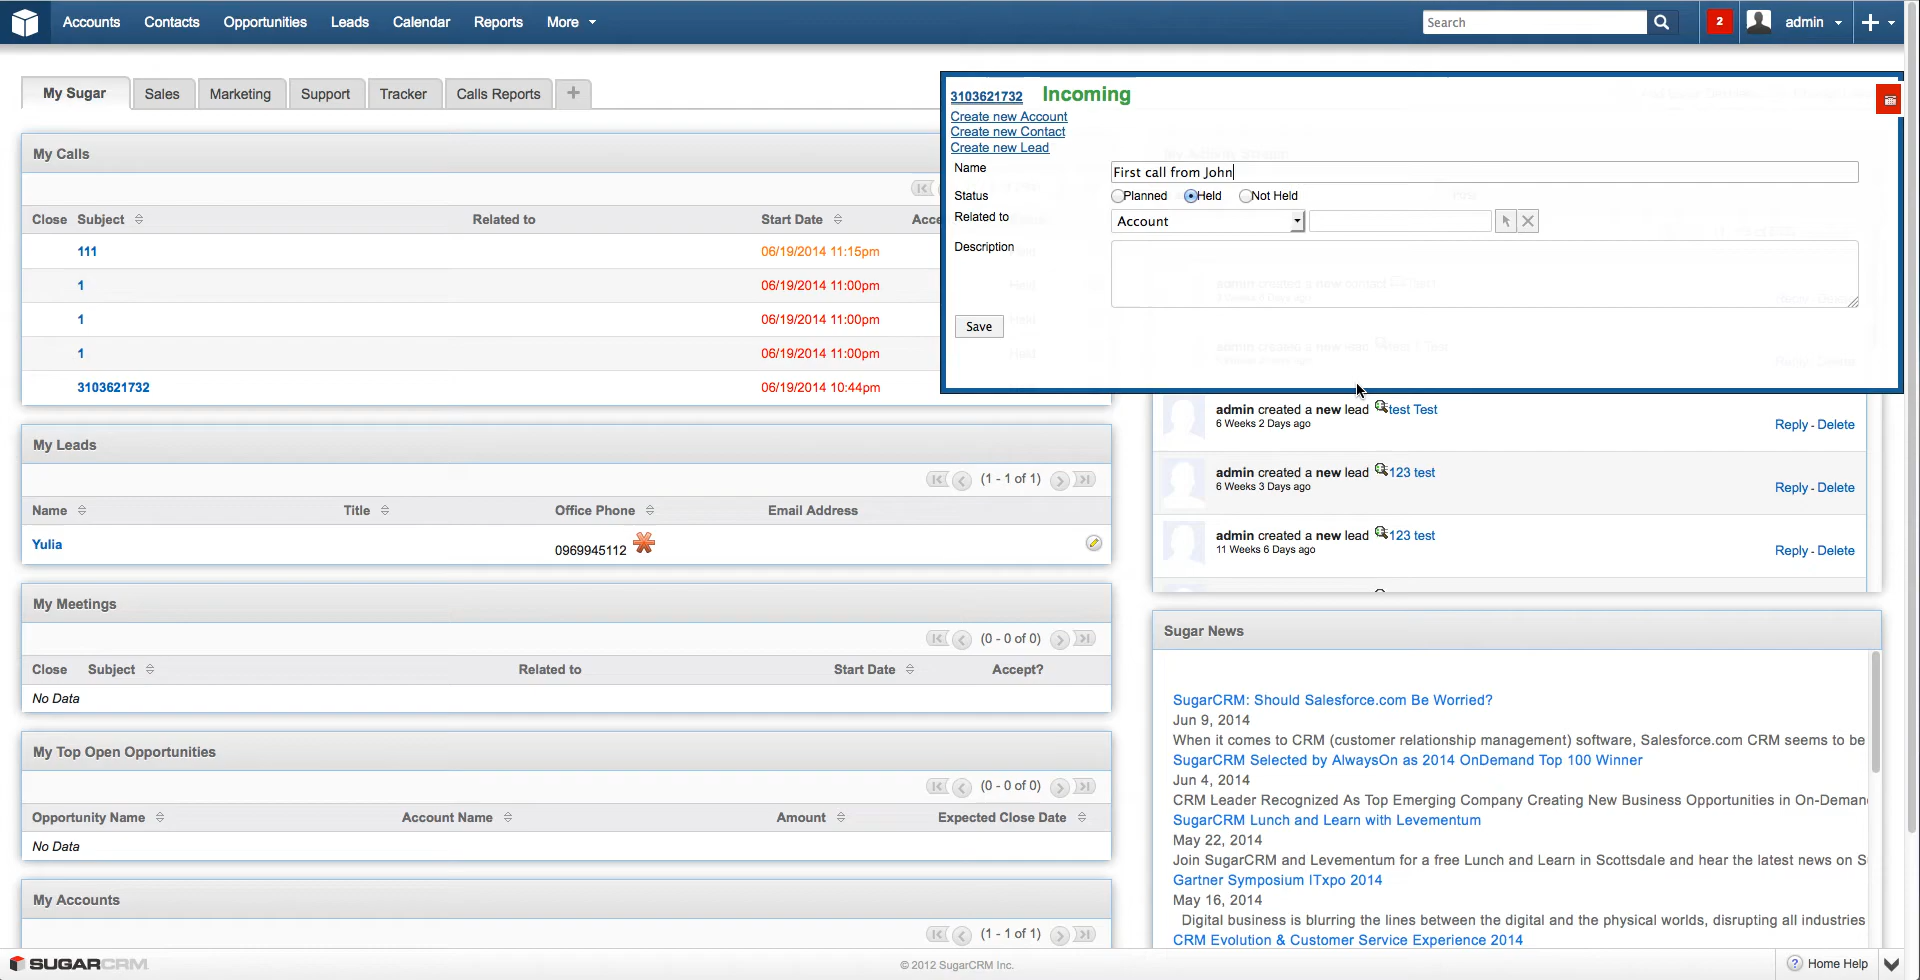 Accounts Contacts Opportunities Leads Calendar Reports More Search 2 admin
My Sugar Sales Marketing Support Tracker Calls Reports
3103621732 Incoming
Create new Account
Create new Contact
Create new Lead
Name First call from John
Status Planned Held Not Held
Related to Account
Description
Save
My Calls
Close Subject Related to Start Date Acce
111 06/19/2014 11:15pm
1 06/19/2014 11:00pm
1 06/19/2014 11:00pm
1 06/19/2014 11:00pm
3103621732 06/19/2014 10:44pm
My Leads
(1 - 1 of 1)
Name Title Office Phone Email Address
Yulia 0969945112
My Meetings
(0 - 0 of 0)
Close Subject Related to Start Date Accept?
No Data
My Top Open Opportunities
(0 - 0 of 0)
Opportunity Name Account Name Amount Expected Close Date
No Data
My Accounts
(1 - 1 of 1)
admin created a new contact Test
Reply - Delete
admin created a new lead
Reply - Delete
admin created a new lead test Test
6 Weeks 2 Days ago
Reply - Delete
admin created a new lead 123 test
6 Weeks 3 Days ago
Reply - Delete
admin created a new lead 123 test
11 Weeks 6 Days ago
Reply - Delete
Sugar News
SugarCRM: Should Salesforce.com Be Worried?
Jun 9, 2014
When it comes to CRM (customer relationship management) software, Salesforce.com CRM seems to be
SugarCRM Selected by AlwaysOn as 2014 OnDemand Top 100 Winner
Jun 4, 2014
CRM Leader Recognized As Top Emerging Company Creating New Business Opportunities in On-Deman
SugarCRM Lunch and Learn with Levementum
May 22, 2014
Join SugarCRM and Levementum for a free Lunch and Learn in Scottsdale and hear the latest news on S
Gartner Symposium ITxpo 2014
May 16, 2014
Digital business is blurring the lines between the digital and the physical worlds, disrupting all industries
CRM Evolution & Customer Service Experience 2014
SUGARCRM © 2012 SugarCRM Inc. ? Home Help